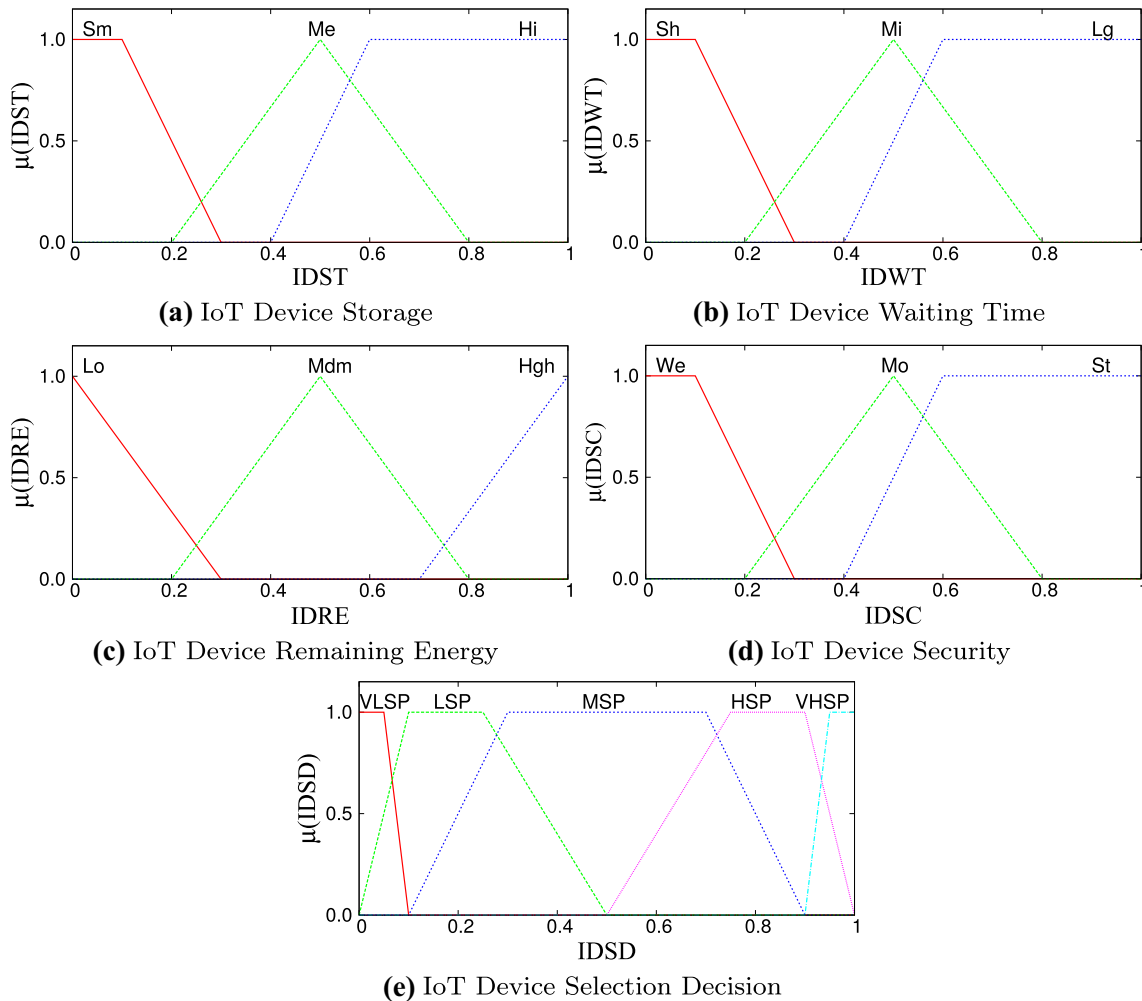 Sm Me Hi
1.0
0.5
0.0
μ(IDST)
0 0.2 0.4 0.6 0.8 1
IDST
(a) IoT Device Storage
Sh Mi Lg
1.0
0.5
0.0
μ(IDWT)
0 0.2 0.4 0.6 0.8 1
IDWT
(b) IoT Device Waiting Time
Lo Mdm Hgh
1.0
0.5
0.0
μ(IDRE)
0 0.2 0.4 0.6 0.8 1
IDRE
(c) IoT Device Remaining Energy
We Mo St
1.0
0.5
0.0
μ(IDSC)
0 0.2 0.4 0.6 0.8 1
IDSC
(d) IoT Device Security
VLSP LSP MSP HSP VHSP
1.0
0.5
0.0
μ(IDSD)
0 0.2 0.4 0.6 0.8 1
IDSD
(e) IoT Device Selection Decision